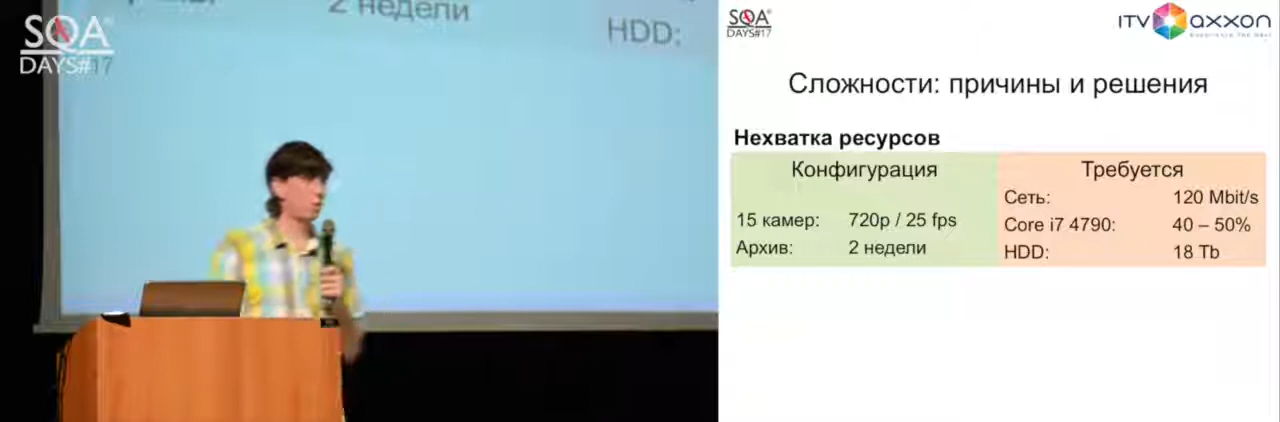 SQA
DAYS#17
2 недели
HDD:
SQA
DAYS#17
ITV axxon
Сложности: причины и решения
Нехватка ресурсов
Конфигурация
15 камер: 720p / 25 fps
Архив: 2 недели
Требуется
Сеть: 120 Mbit/s
Core i7 4790: 40 – 50%
HDD: 18 Tb